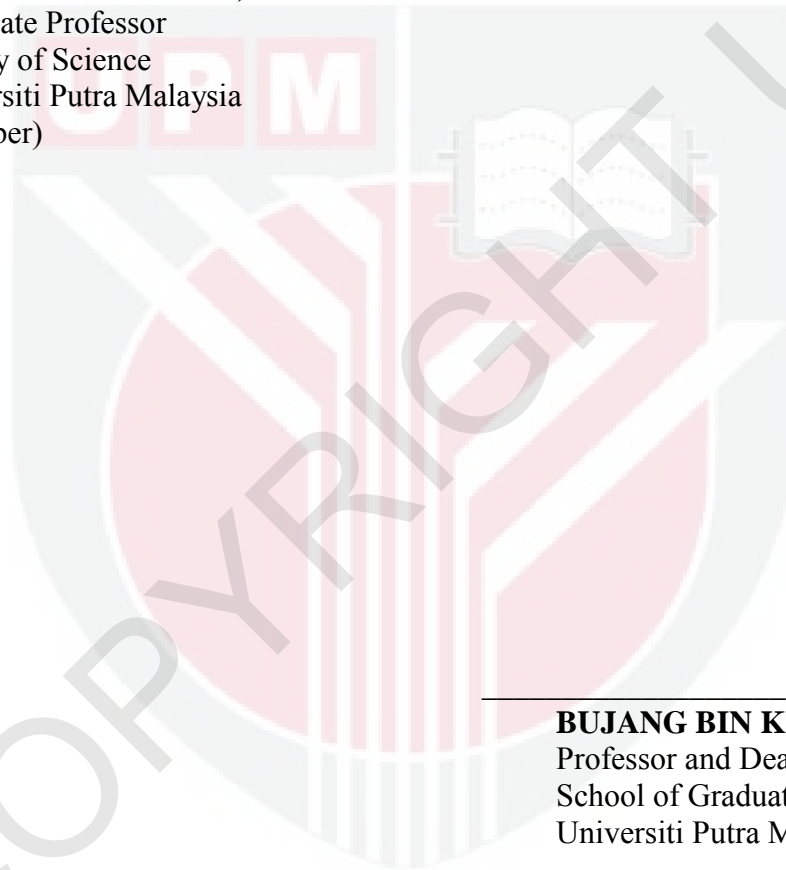 ate Professor
y of Science
rsiti Putra Malaysia
ber)
UPM
COPYRIGHT U
BUJANG BIN K
Professor and Dea
School of Graduat
Universiti Putra M